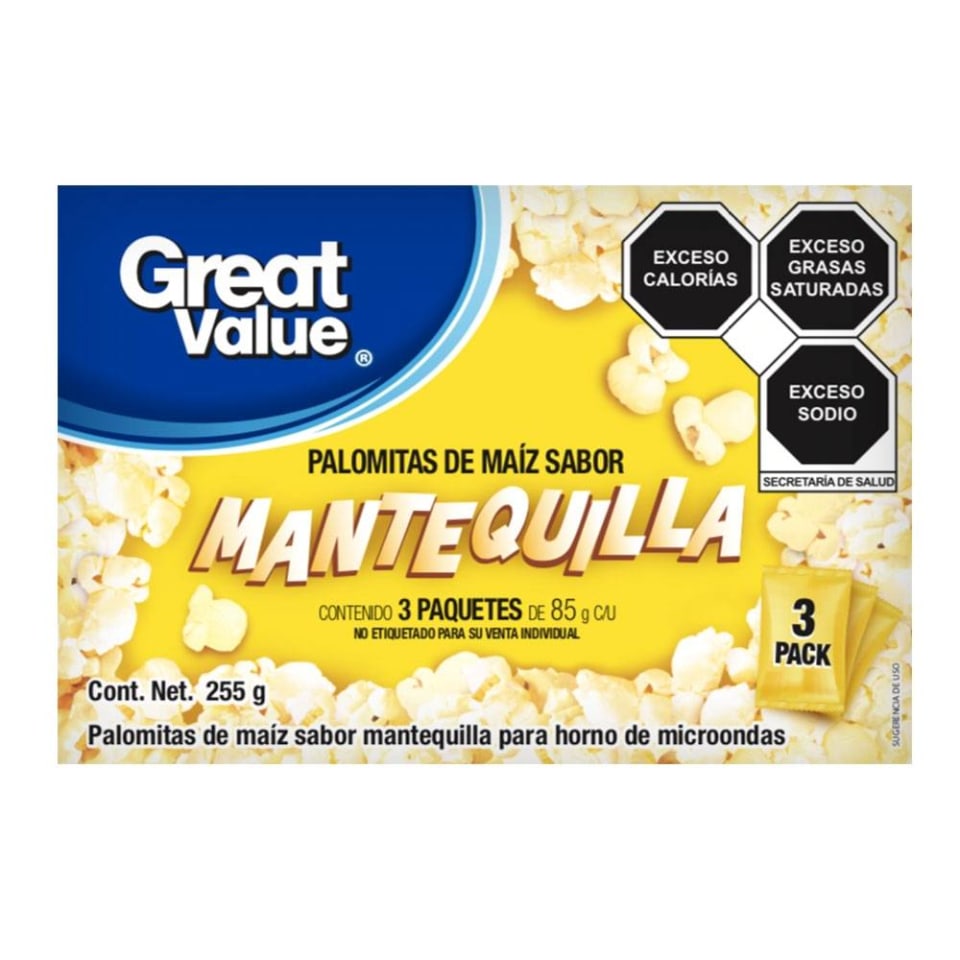 Great
Value®
EXCESO
CALORÍAS
EXCESO
GRASAS
SATURADAS
EXCESO
SODIO
SECRETARÍA DE SALUD
PALOMITAS DE MAÍZ SABOR
MANTEQUILLA
CONTENIDO 3 PAQUETES DE 85 g C/U
NO ETIQUETADO PARA SU VENTA INDIVIDUAL
3
PACK
Cont. Net. 255 g
Palomitas de maíz sabor mantequilla para horno de microondas
SUGERENCIA DE USO